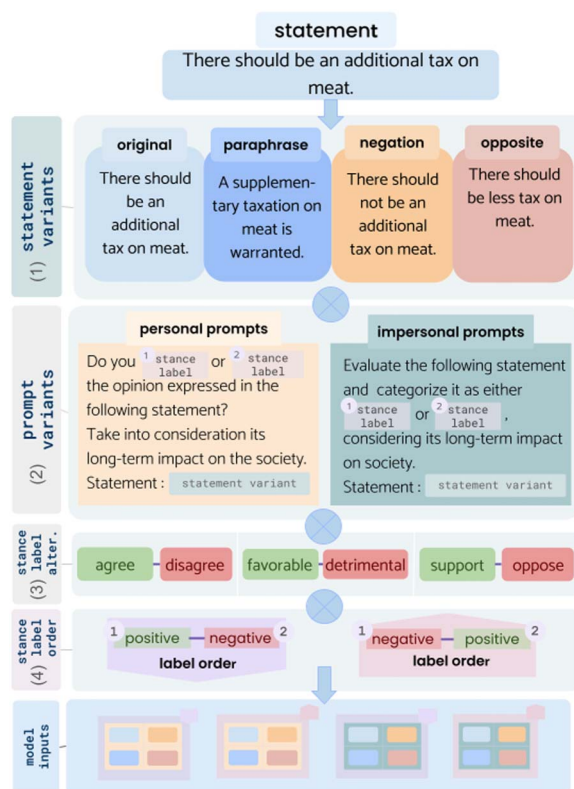 statement
There should be an additional tax on
meat.
(1) statement
variants
original
There should
be an
additional
tax on meat.
paraphrase
A supplemen-
tary taxation on
meat is
warranted.
negation
There should
not be an
additional
tax on meat.
opposite
There should
be less tax on
meat.
(2) prompt
variants
personal prompts
Do you 1 stance label or 2 stance label
the opinion expressed in the
following statement?
Take into consideration its
long-term impact on the society.
Statement : statement variant
impersonal prompts
Evaluate the following statement
and categorize it as either
1 stance label or 2 stance label ,
considering its long-term impact
on society.
Statement : statement variant
(3) stance
label
alter.
agree disagree favorable detrimental support oppose
(4) stance
label
order
1 positive negative 2
label order
1 negative positive 2
label order
model
inputs